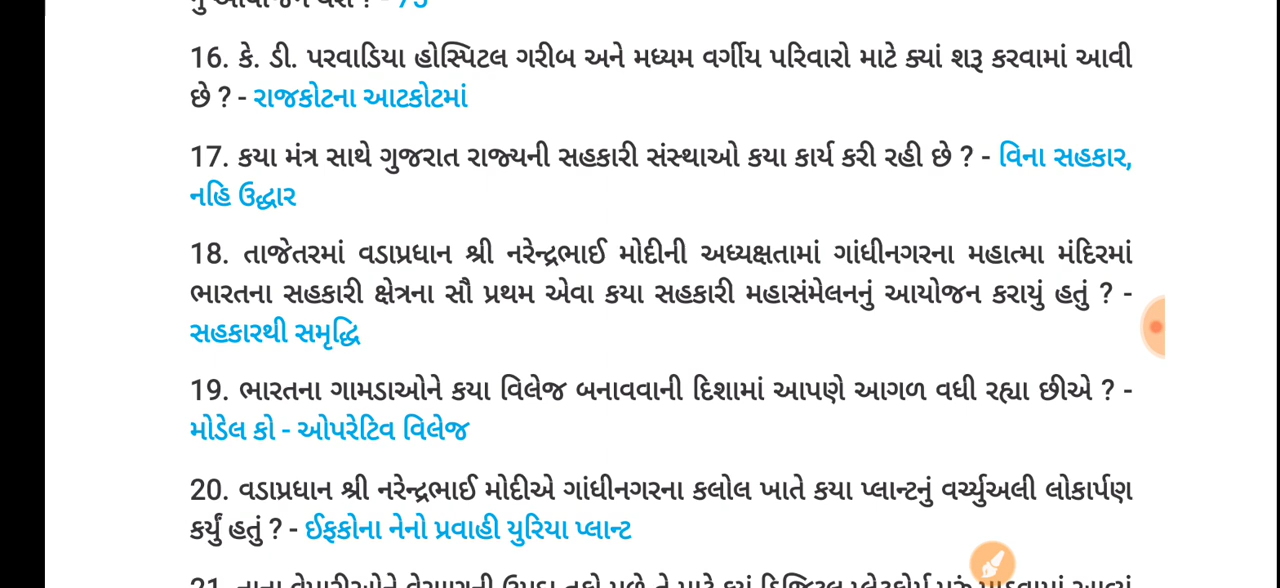 16. કે. ડી. પરવાડિયા હોસ્પિટલ ગરીબ અને મધ્યમ વર્ગીય પરિવારો માટે ક્યાં શરૂ કરવામાં આવી
છે ? - રાજકોટના આટકોટમાં
17. કયા મંત્ર સાથે ગુજરાત રાજ્યની સહકારી સંસ્થાઓ કયા કાર્ય કરી રહી છે ? - વિના સહકાર,
નહિ ઉદ્ધાર
18. તાજેતરમાં વડાપ્રધાન શ્રી નરેન્દ્રભાઈ મોદીની અધ્યક્ષતામાં ગાંધીનગરના મહાત્મા મંદિરમાં
ભારતના સહકારી ક્ષેત્રના સૌ પ્રથમ એવા કયા સહકારી મહાસંમેલનનું આયોજન કરાયું હતું ? -
સહકારથી સમૃદ્ધિ
19. ભારતના ગામડાઓને કયા વિલેજ બનાવવાની દિશામાં આપણે આગળ વધી રહ્યા છીએ ? -
મોડેલ કો - ઓપરેટિવ વિલેજ
20. વડાપ્રધાન શ્રી નરેન્દ્રભાઈ મોદીએ ગાંધીનગરના કલોલ ખાતે કયા પ્લાન્ટનું વર્ચ્યુઅલી લોકાર્પણ
કર્યું હતું ? - ઈફકોના નેનો પ્રવાહી યુરિયા પ્લાન્ટ